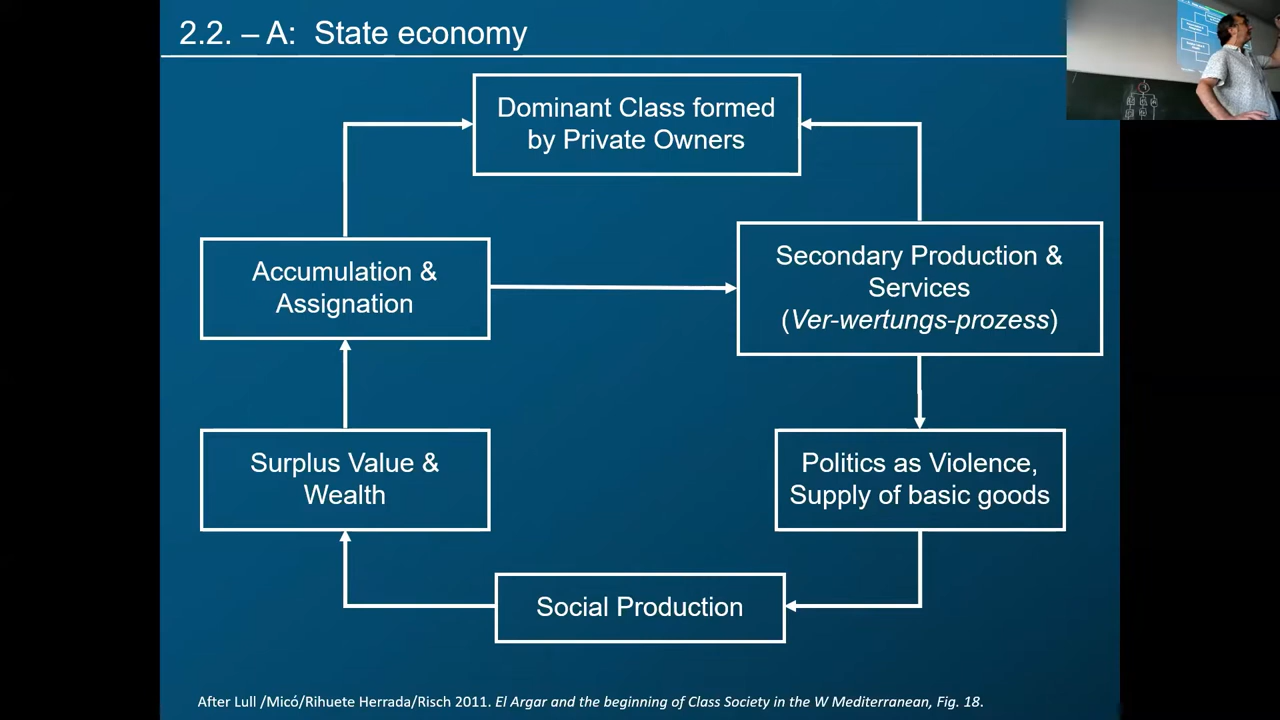 2.2. – A:  State economy
Dominant Class formed
by Private Owners
Accumulation &
Assignation
Secondary Production &
Services
(Ver-wertungs-prozess)
Surplus Value &
Wealth
Politics as Violence,
Supply of basic goods
Social Production
After Lull /Micó/Rihuete Herrada/Risch 2011. El Argar and the beginning of Class Society in the W Mediterranean, Fig. 18.